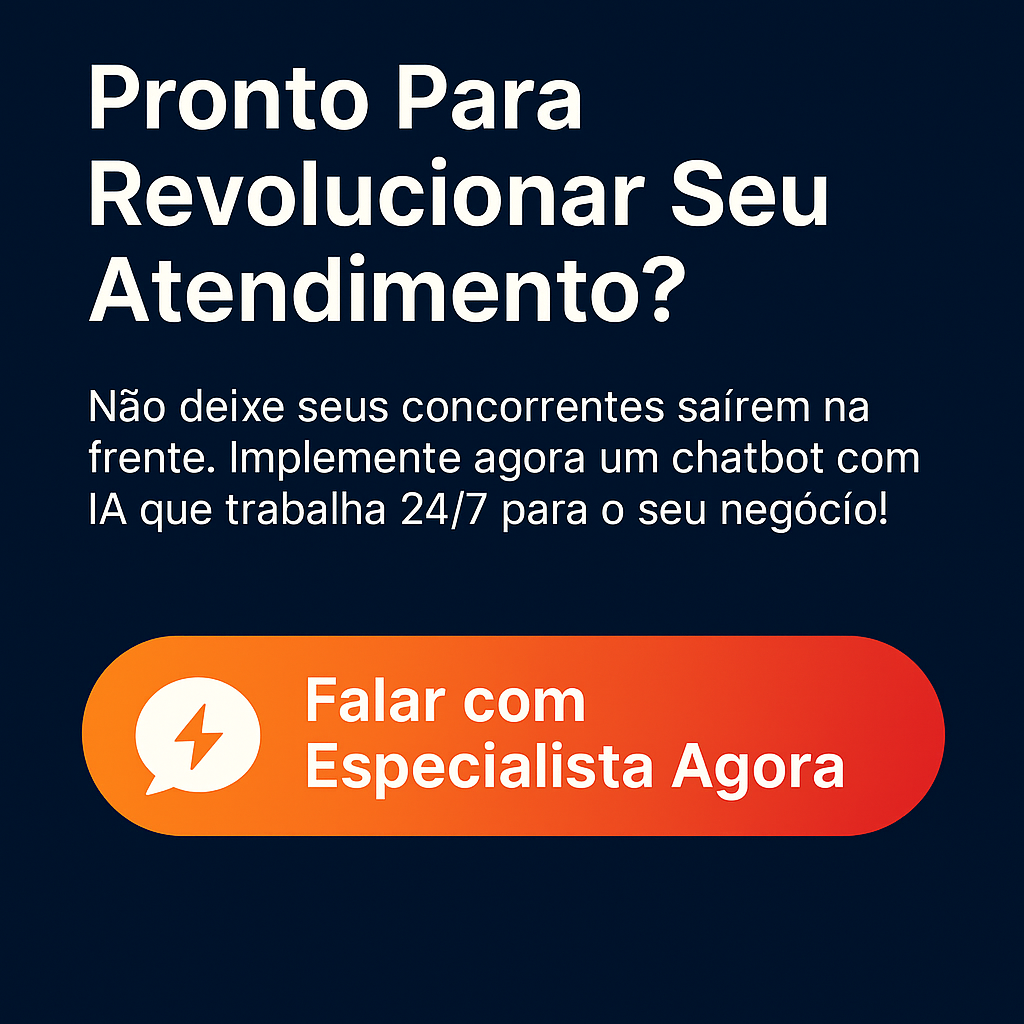 Pronto Para
Revolucionar Seu
Atendimento?
Não deixe seus concorrentes saírem na
frente. Implemente agora um chatbot com
IA que trabalha 24/7 para o seu negócío!
Falar com
Especialista Agora